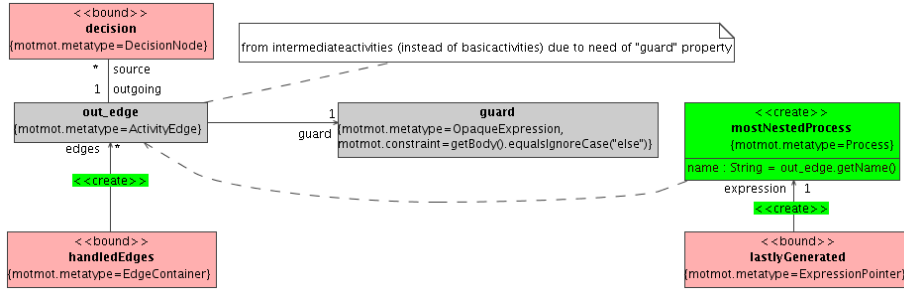 <<bound>>
decision
{motmot.metatype=DecisionNode}
from intermediateactivities (instead of basicactivities) due to need of "guard" property
* source
1 outgoing
out_edge
{motmot.metatype=ActivityEdge}
1
guard
guard
{motmot.metatype=OpaqueExpression,
motmot.constraint=getBody().equalsIgnoreCase("else")}
<<create>>
mostNestedProcess
{motmot.metatype=Process}
name : String = out_edge.getName()
edges *
<<create>>
expression 1
<<create>>
<<bound>>
handledEdges
{motmot.metatype=EdgeContainer}
<<bound>>
lastlyGenerated
{motmot.metatype=ExpressionPointer}